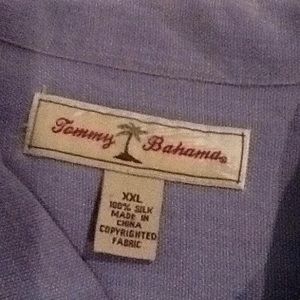 Tommy Bahama®
XXL
100% SILK
MADE IN
CHINA
COPYRIGHTED
FABRIC